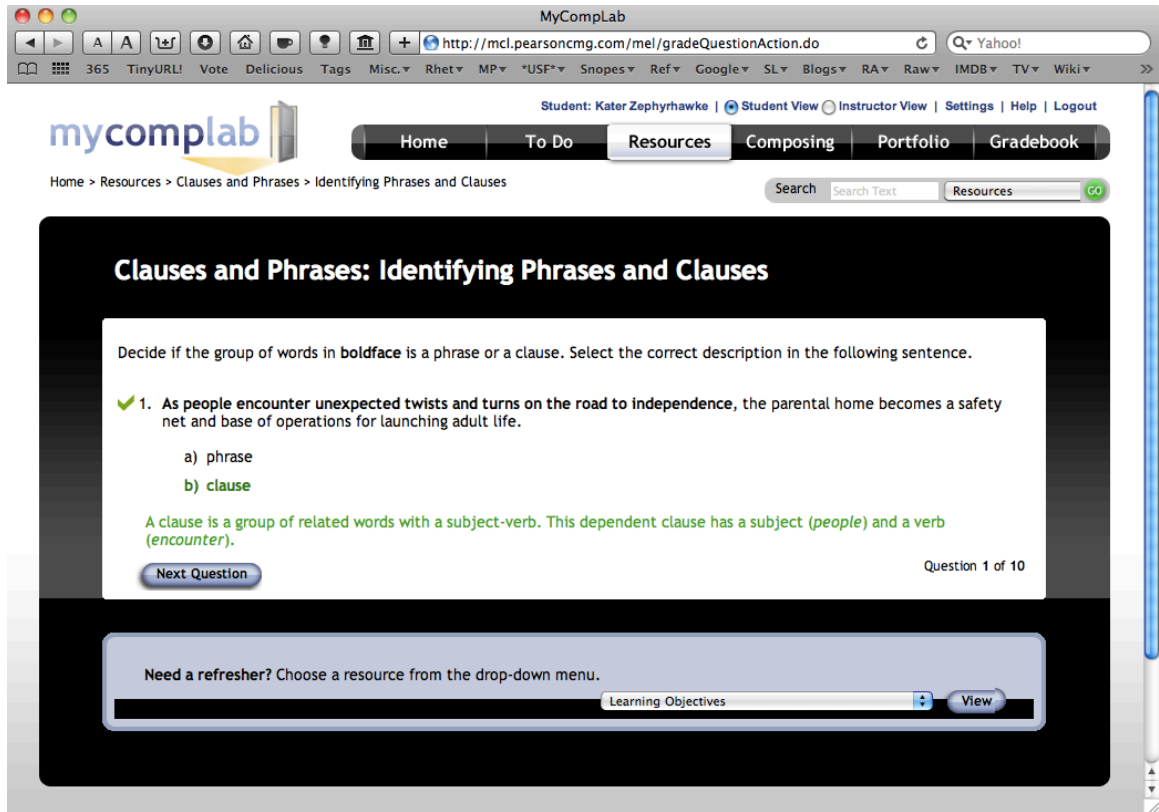 MyCompLab
A A 1+f + http://mcl.pearsoncmg.com/mel/gradeQuestionAction.do Yahoo!
365 TinyURL! Vote Delicious Tags Misc. Rhet MP *USF* Snopes Ref Google SL Blogs RA Raw IMDB TV Wiki >>
Student: Kater Zephyrhawke | Student View Instructor View | Settings | Help | Logout
mycomplab
Home To Do Resources Composing Portfolio Gradebook
Home > Resources > Clauses and Phrases > Identifying Phrases and Clauses
Search Search Text Resources GO
Clauses and Phrases: Identifying Phrases and Clauses
Decide if the group of words in boldface is a phrase or a clause. Select the correct description in the following sentence.
1. As people encounter unexpected twists and turns on the road to independence, the parental home becomes a safety
net and base of operations for launching adult life.
a) phrase
b) clause
A clause is a group of related words with a subject-verb. This dependent clause has a subject (people) and a verb
(encounter).
Next Question
Question 1 of 10
Need a refresher? Choose a resource from the drop-down menu.
Learning Objectives View